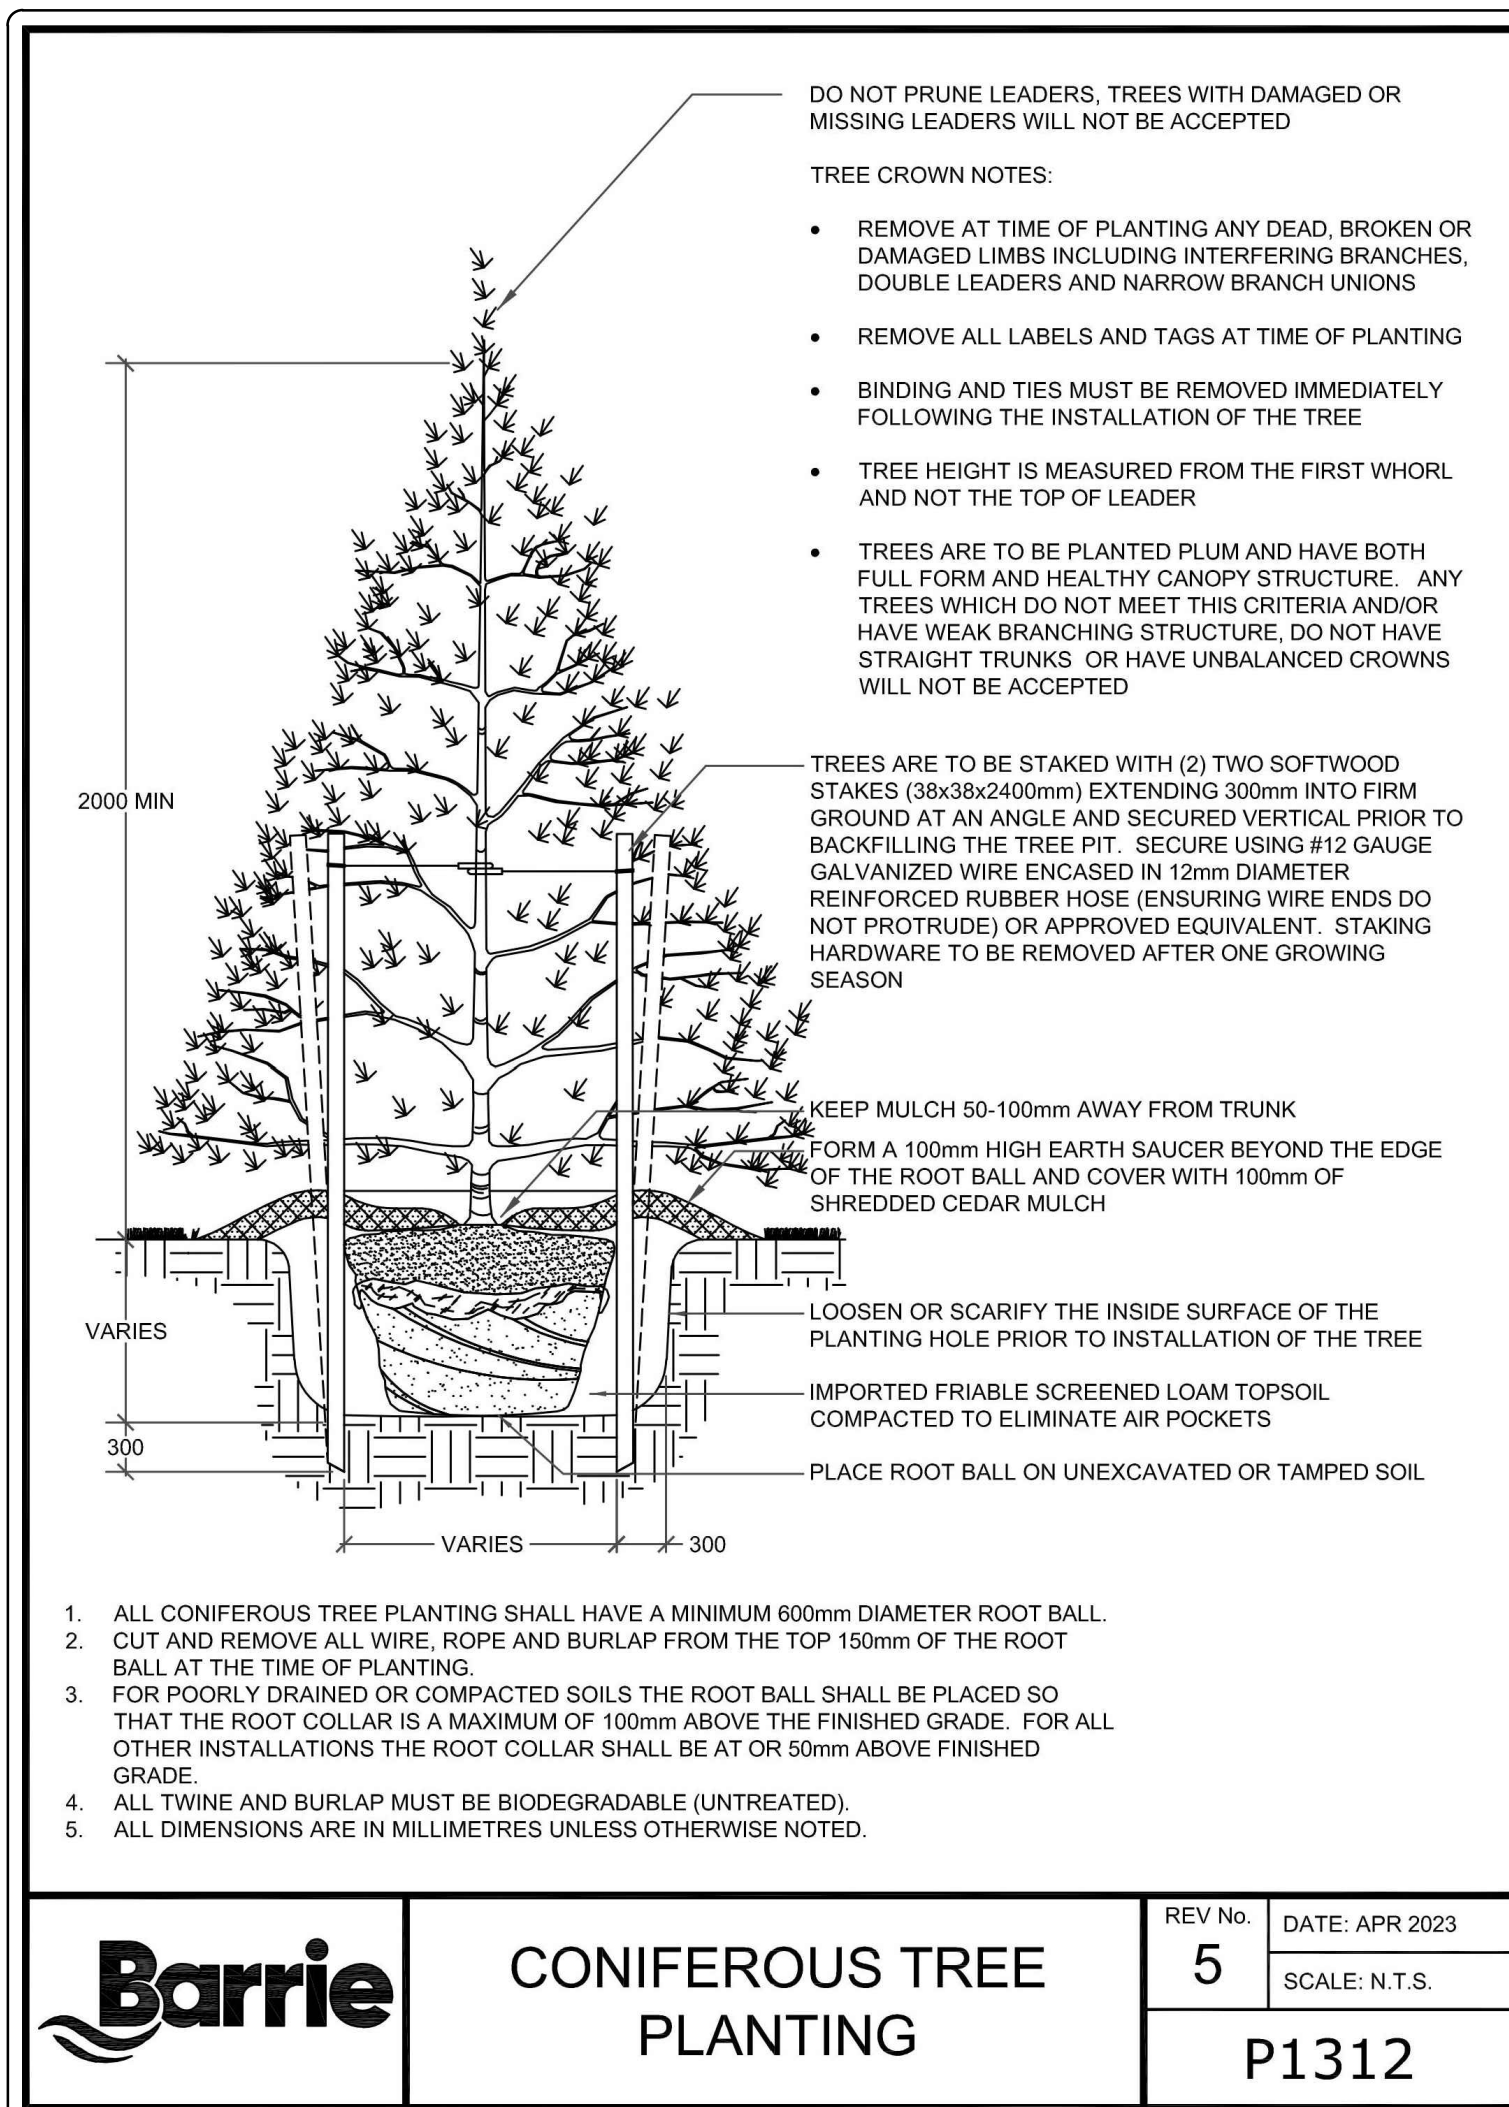 DO NOT PRUNE LEADERS, TREES WITH DAMAGED OR
MISSING LEADERS WILL NOT BE ACCEPTED
TREE CROWN NOTES:
• REMOVE AT TIME OF PLANTING ANY DEAD, BROKEN OR
DAMAGED LIMBS INCLUDING INTERFERING BRANCHES,
DOUBLE LEADERS AND NARROW BRANCH UNIONS
• REMOVE ALL LABELS AND TAGS AT TIME OF PLANTING
• BINDING AND TIES MUST BE REMOVED IMMEDIATELY
FOLLOWING THE INSTALLATION OF THE TREE
• TREE HEIGHT IS MEASURED FROM THE FIRST WHORL
AND NOT THE TOP OF LEADER
• TREES ARE TO BE PLANTED PLUM AND HAVE BOTH
FULL FORM AND HEALTHY CANOPY STRUCTURE. ANY
TREES WHICH DO NOT MEET THIS CRITERIA AND/OR
HAVE WEAK BRANCHING STRUCTURE, DO NOT HAVE
STRAIGHT TRUNKS OR HAVE UNBALANCED CROWNS
WILL NOT BE ACCEPTED
TREES ARE TO BE STAKED WITH (2) TWO SOFTWOOD
STAKES (38x38x2400mm) EXTENDING 300mm INTO FIRM
GROUND AT AN ANGLE AND SECURED VERTICAL PRIOR TO
BACKFILLING THE TREE PIT. SECURE USING #12 GAUGE
GALVANIZED WIRE ENCASED IN 12mm DIAMETER
REINFORCED RUBBER HOSE (ENSURING WIRE ENDS DO
NOT PROTRUDE) OR APPROVED EQUIVALENT. STAKING
HARDWARE TO BE REMOVED AFTER ONE GROWING
SEASON
2000 MIN
KEEP MULCH 50-100mm AWAY FROM TRUNK
FORM A 100mm HIGH EARTH SAUCER BEYOND THE EDGE
OF THE ROOT BALL AND COVER WITH 100mm OF
SHREDDED CEDAR MULCH
LOOSEN OR SCARIFY THE INSIDE SURFACE OF THE
PLANTING HOLE PRIOR TO INSTALLATION OF THE TREE
VARIES
IMPORTED FRIABLE SCREENED LOAM TOPSOIL
COMPACTED TO ELIMINATE AIR POCKETS
300
PLACE ROOT BALL ON UNEXCAVATED OR TAMPED SOIL
VARIES
300
1. ALL CONIFEROUS TREE PLANTING SHALL HAVE A MINIMUM 600mm DIAMETER ROOT BALL.
2. CUT AND REMOVE ALL WIRE, ROPE AND BURLAP FROM THE TOP 150mm OF THE ROOT
BALL AT THE TIME OF PLANTING.
3. FOR POORLY DRAINED OR COMPACTED SOILS THE ROOT BALL SHALL BE PLACED SO
THAT THE ROOT COLLAR IS A MAXIMUM OF 100mm ABOVE THE FINISHED GRADE. FOR ALL
OTHER INSTALLATIONS THE ROOT COLLAR SHALL BE AT OR 50mm ABOVE FINISHED
GRADE.
4. ALL TWINE AND BURLAP MUST BE BIODEGRADABLE (UNTREATED).
5. ALL DIMENSIONS ARE IN MILLIMETRES UNLESS OTHERWISE NOTED.
Barrie
CONIFEROUS TREE
PLANTING
REV No.
5
DATE: APR 2023
SCALE: N.T.S.
P1312